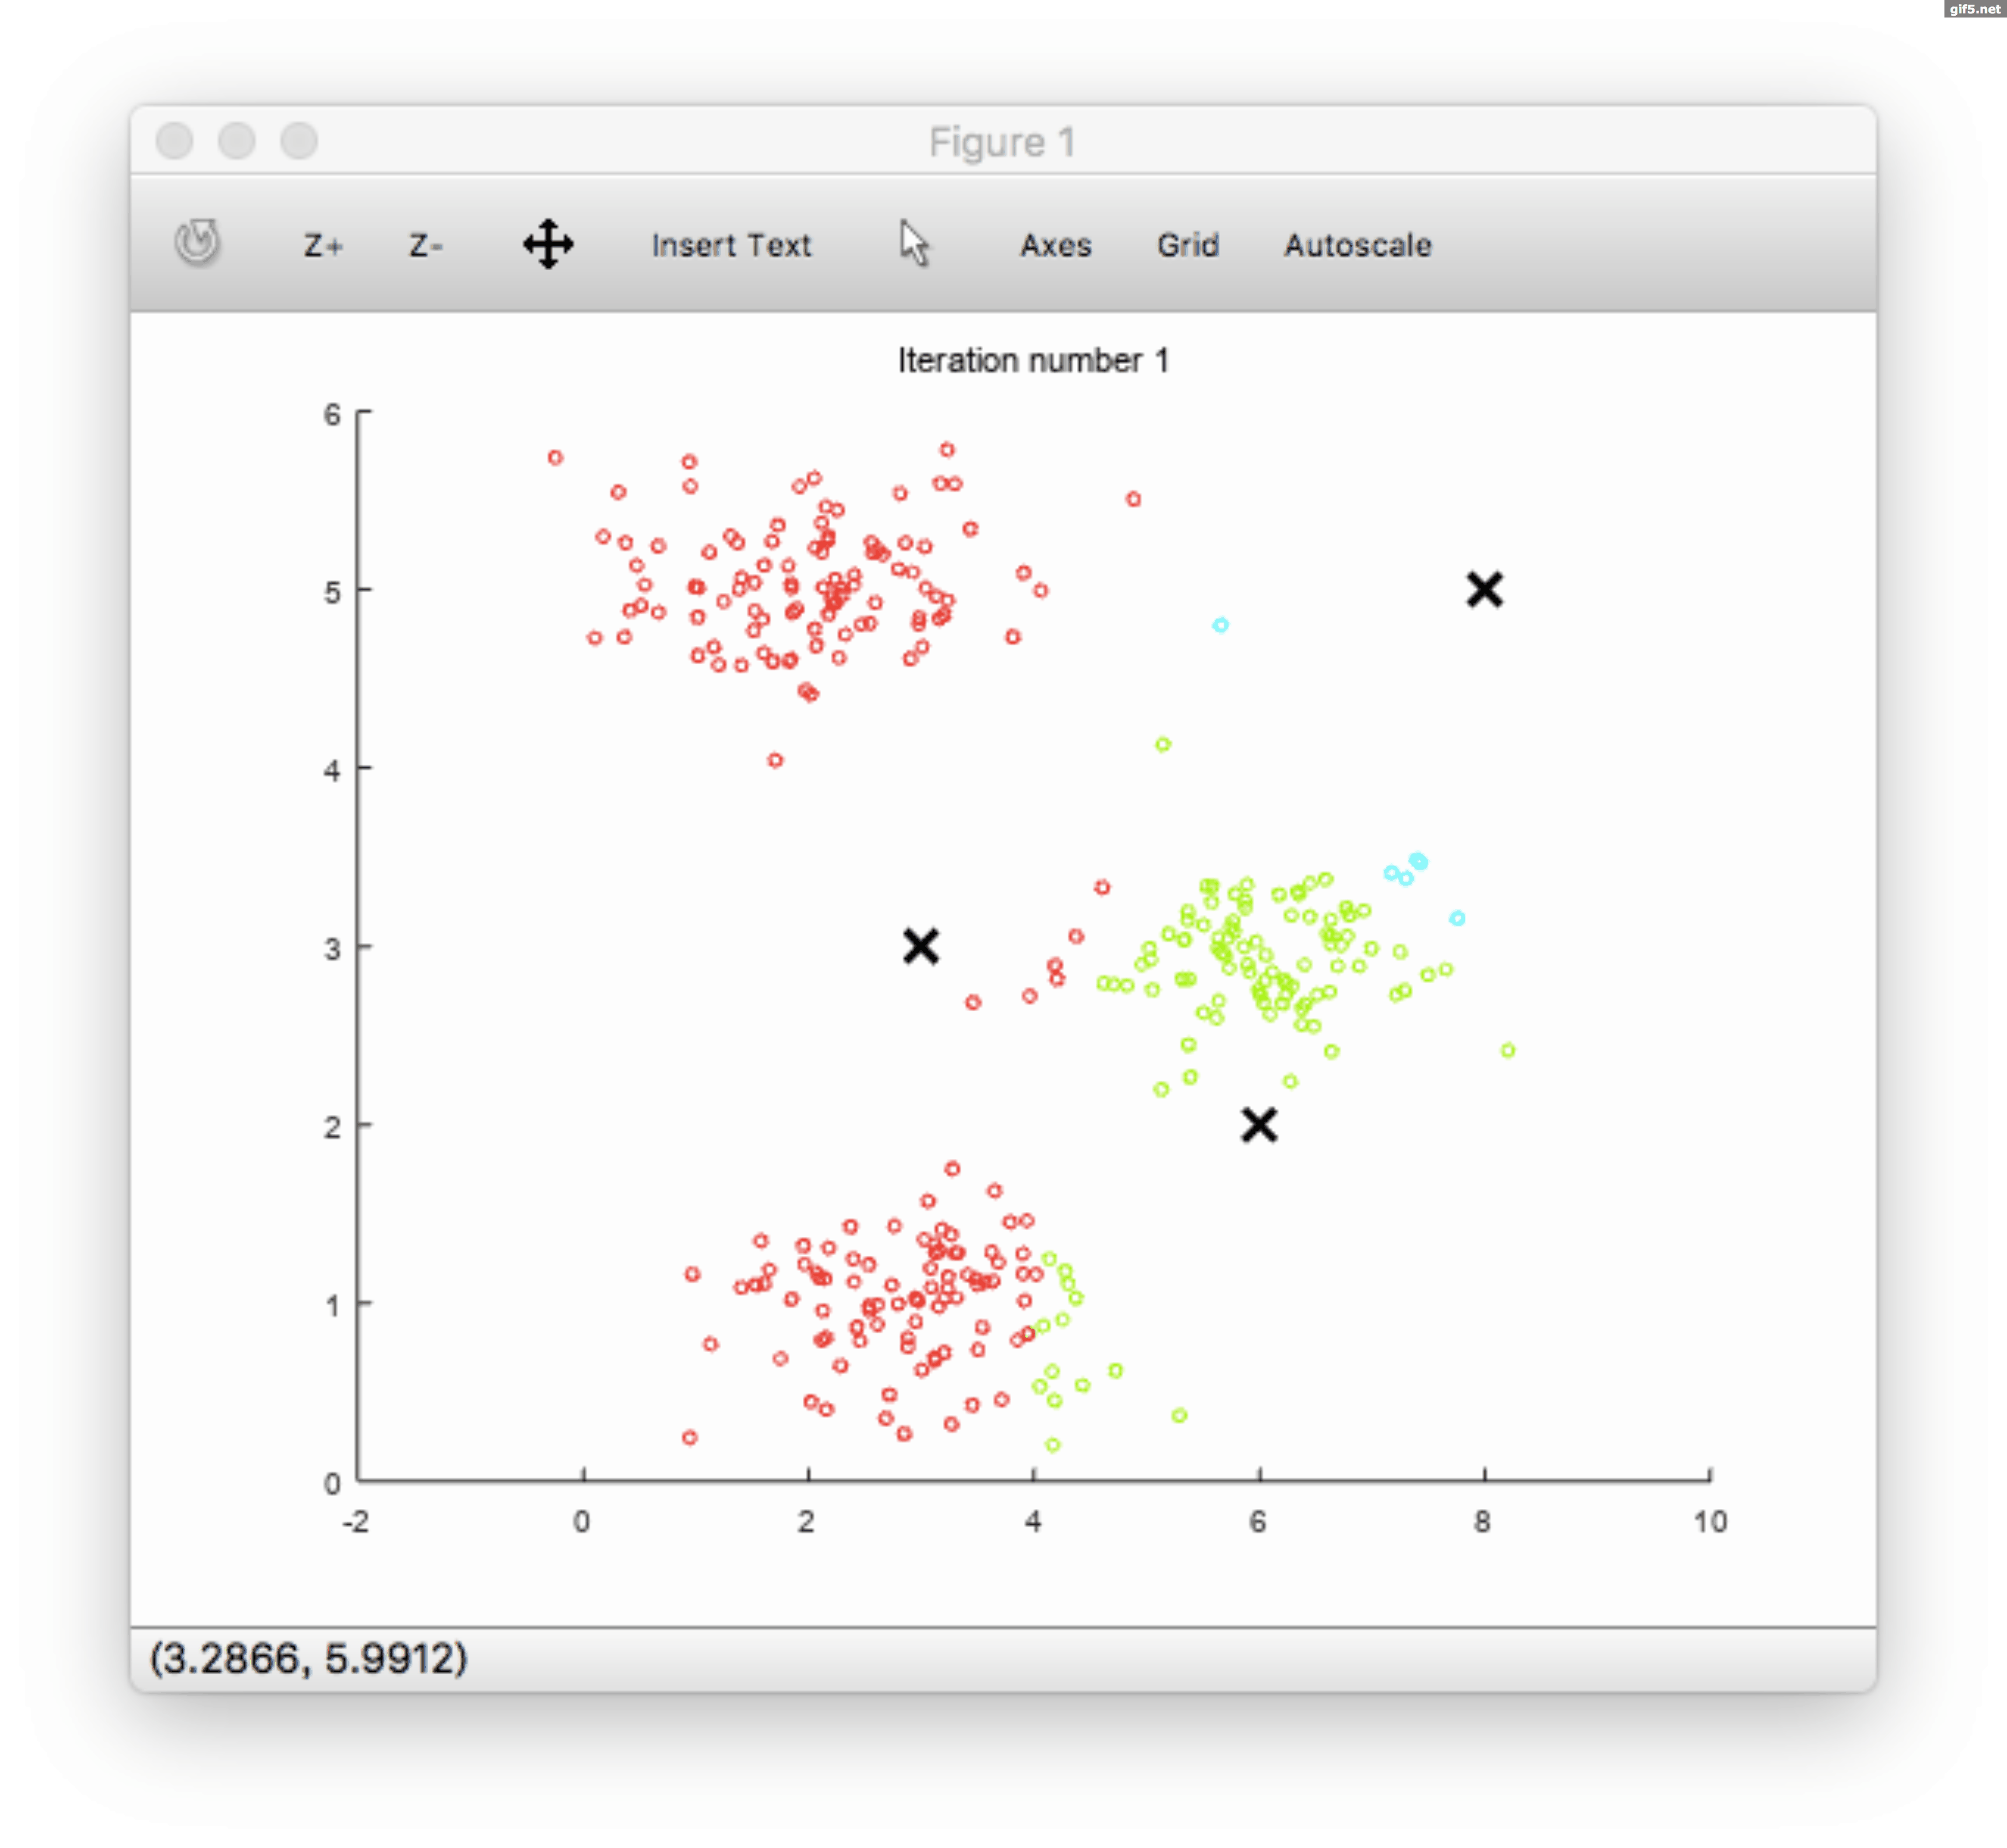 gif5.net
Figure 1
Z+ Z- Insert Text Axes Grid Autoscale
Iteration number 1
6
5
4
3
2
1
0
-2 0 2 4 6 8 10
(3.2866, 5.9912)